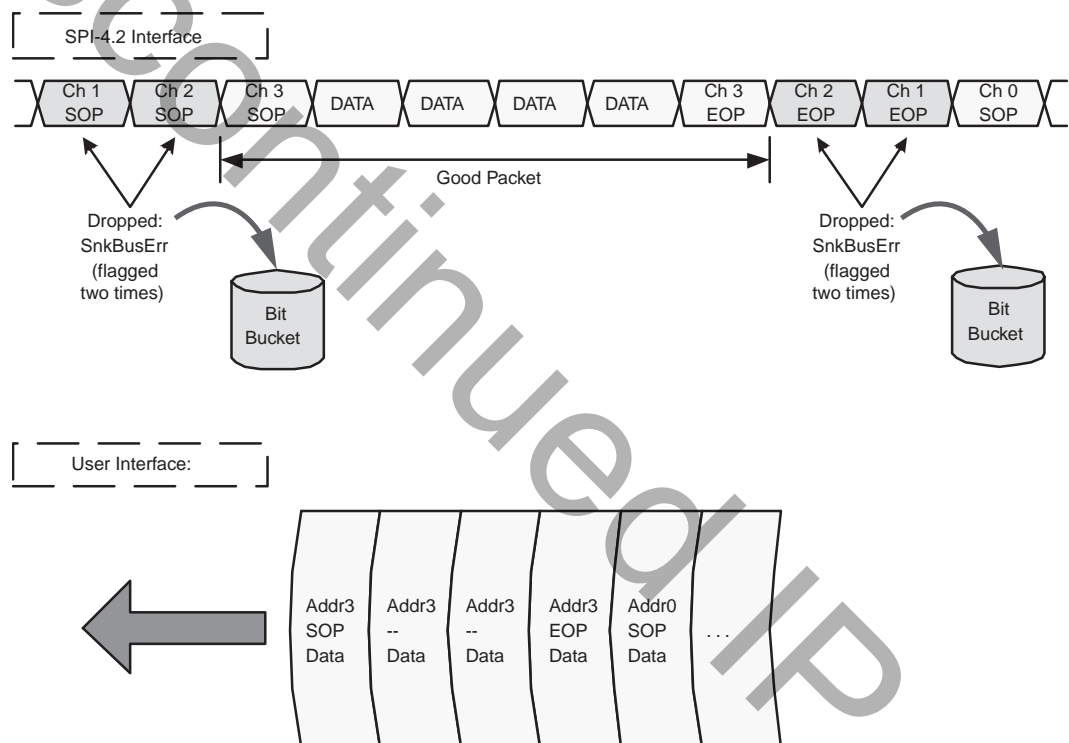 SPI-4.2 Interface
Ch 1 Ch 2 Ch 3 Ch 3 Ch 2 Ch 1 Ch 0
SOP SOP SOP DATA DATA DATA DATA EOP EOP EOP SOP
Good Packet
Dropped:
SnkBusErr
(flagged
two times)
Bit
Bucket
Dropped:
SnkBusErr
(flagged
two times)
Bit
Bucket
User Interface:
Addr3 Addr3 Addr3 Addr3 Addr0
SOP -- -- EOP SOP . . .
Data Data Data Data Data
continued IP